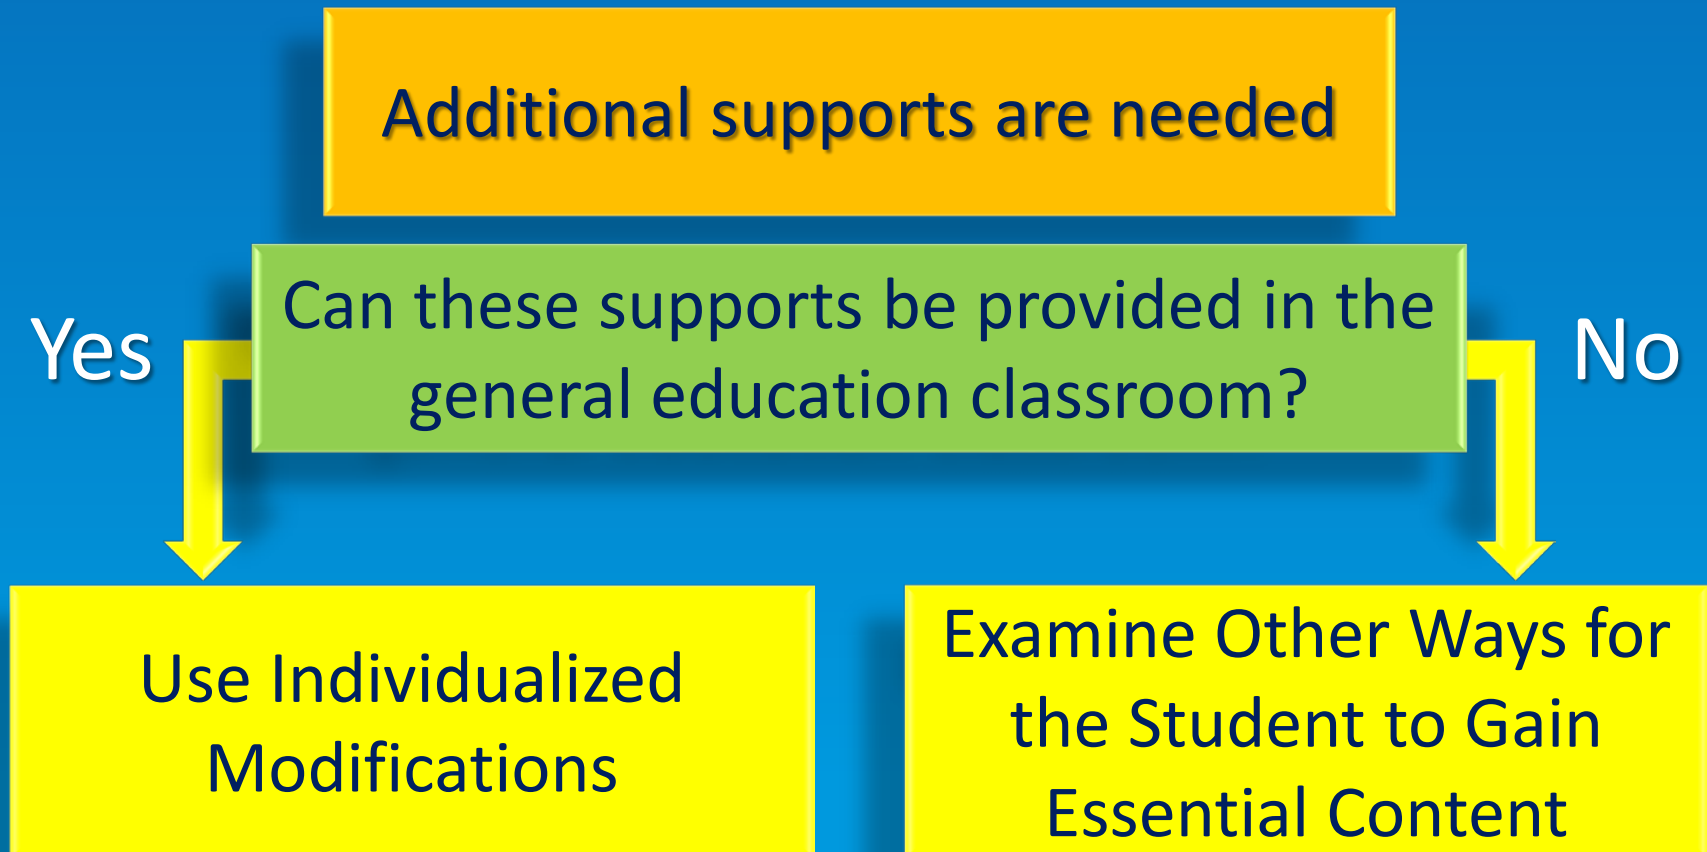 Additional supports are needed
Can these supports be provided in the
general education classroom?
Yes
No
Use Individualized
Modifications
Examine Other Ways for
the Student to Gain
Essential Content